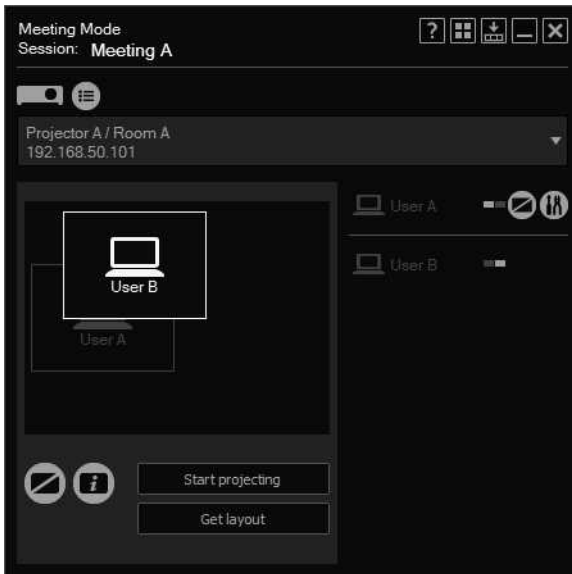 Meeting Mode
Session: Meeting A
?
Projector A / Room A
192.168.50.101
User A
User B
User B
User A
i
Start projecting
Get layout